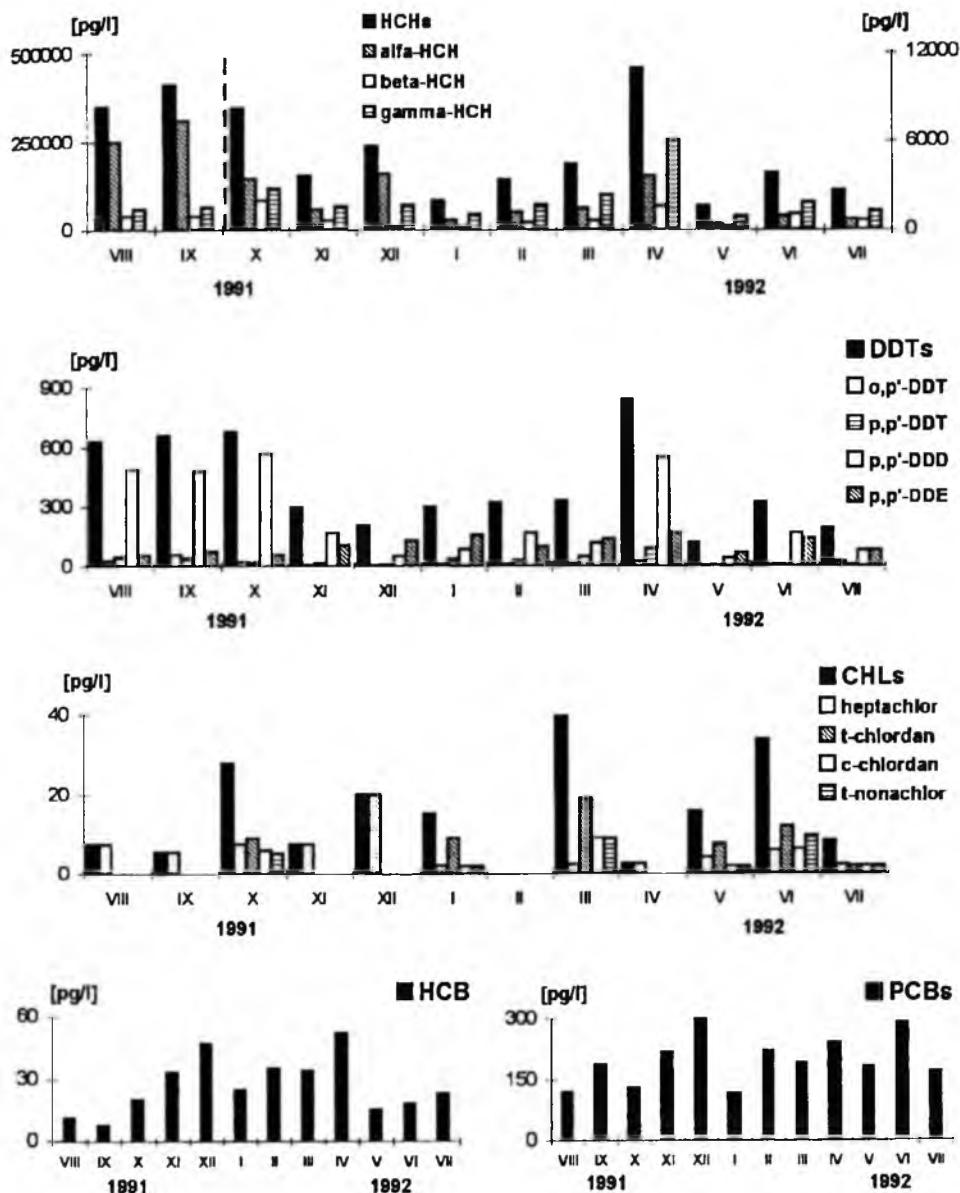 [pg/l]
HCHs
alfa-HCH
beta-HCH
gamma-HCH
[pg/l]
500000
250000
0
12000
6000
0
VIII IX X XI XII I II III IV V VI VII
1991 1992
[pg/l]
DDTs
o,p'-DDT
p,p'-DDT
p,p'-DDD
p,p'-DDE
900
600
300
0
VIII IX X XI XII I II III IV V VI VII
1991 1992
[pg/l]
CHLs
heptachlor
t-chlordan
c-chlordan
t-nonachlor
40
20
0
VIII IX X XI XII I II III IV V VI VII
1991 1992
[pg/l]
HCB
60
30
0
VIII IX X XI XII I II III IV V VI VII
1991 1992
[pg/l]
PCBs
300
150
0
VIII IX X XI XII I II III IV V VI VII
1991 1992